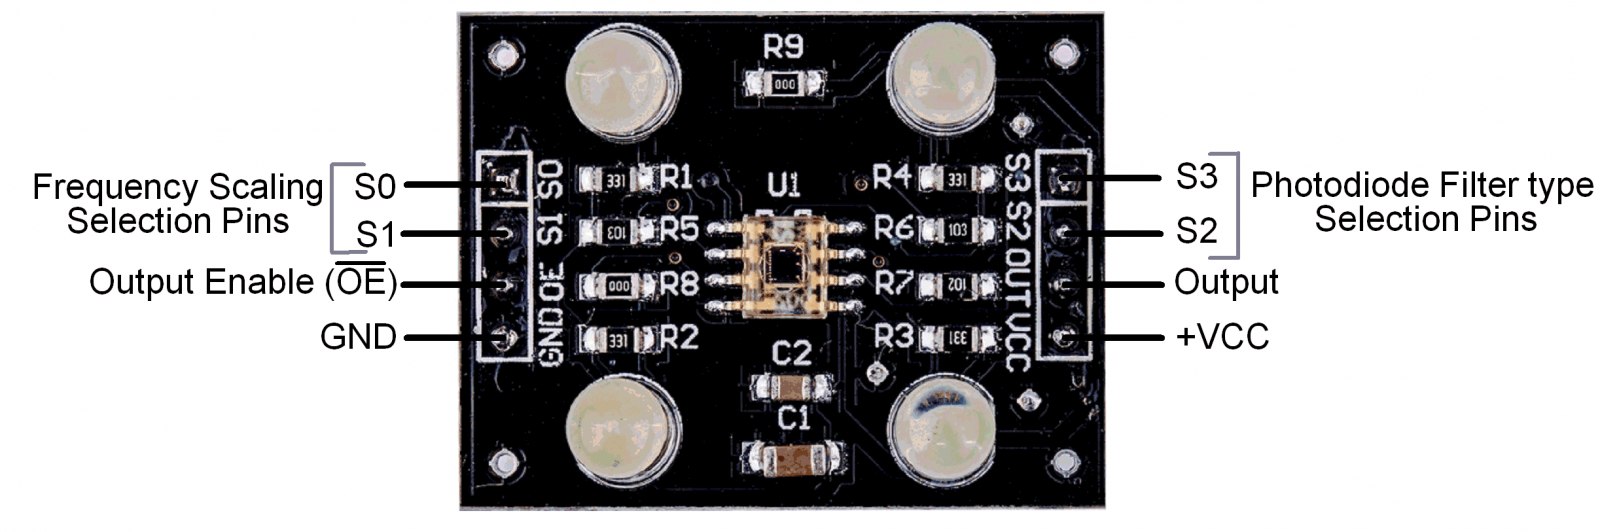 Frequency Scaling
Selection Pins
S0
S1
Output Enable (OE)
GND
S0
S1
OE
GND
R9
000
331
R1
103
R5
000
R8
331
R2
U1
C2
C1
R4
331
R6
103
R7
102
R3
331
S3
S2
OUT
VCC
S3
S2
Output
+VCC
Photodiode Filter type
Selection Pins